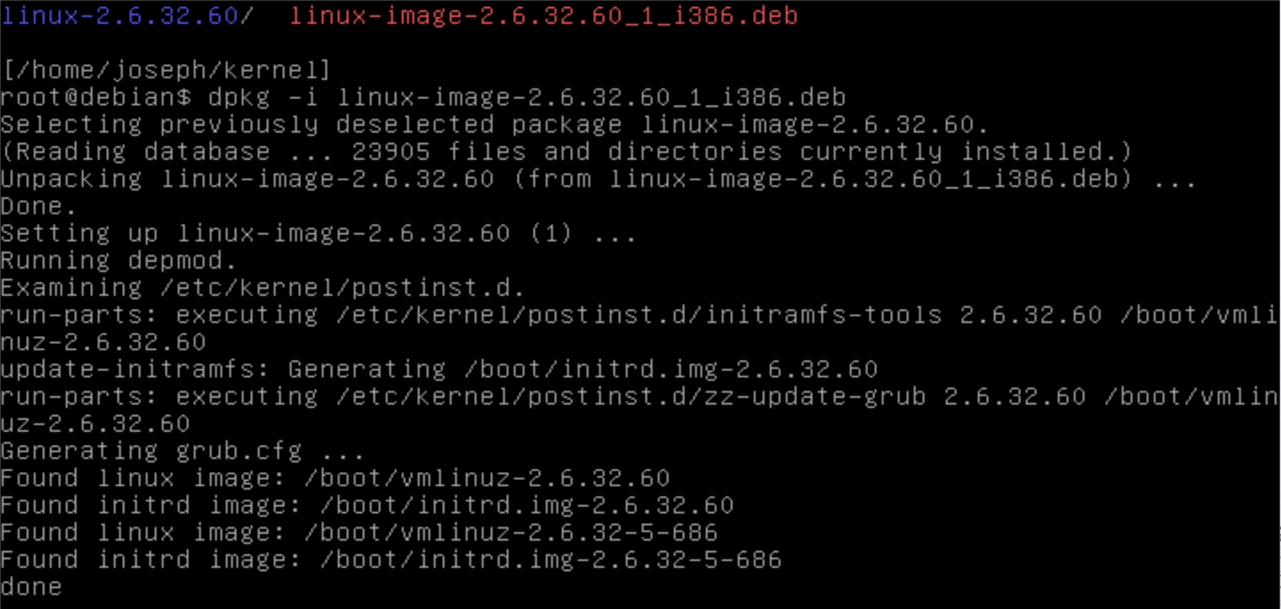 linux-2.6.32.60/  linux-image-2.6.32.60_1_i386.deb
[/home/joseph/kernel]
root@debian$ dpkg -i linux-image-2.6.32.60_1_i386.deb
Selecting previously deselected package linux-image-2.6.32.60.
(Reading database ... 23905 files and directories currently installed.)
Unpacking linux-image-2.6.32.60 (from linux-image-2.6.32.60_1_i386.deb) ...
Done.
Setting up linux-image-2.6.32.60 (1) ...
Running depmod.
Examining /etc/kernel/postinst.d.
run-parts: executing /etc/kernel/postinst.d/initramfs-tools 2.6.32.60 /boot/vmli
nuz-2.6.32.60
update-initramfs: Generating /boot/initrd.img-2.6.32.60
run-parts: executing /etc/kernel/postinst.d/zz-update-grub 2.6.32.60 /boot/vmlin
uz-2.6.32.60
Generating grub.cfg ...
Found linux image: /boot/vmlinuz-2.6.32.60
Found initrd image: /boot/initrd.img-2.6.32.60
Found linux image: /boot/vmlinuz-2.6.32-5-686
Found initrd image: /boot/initrd.img-2.6.32-5-686
done